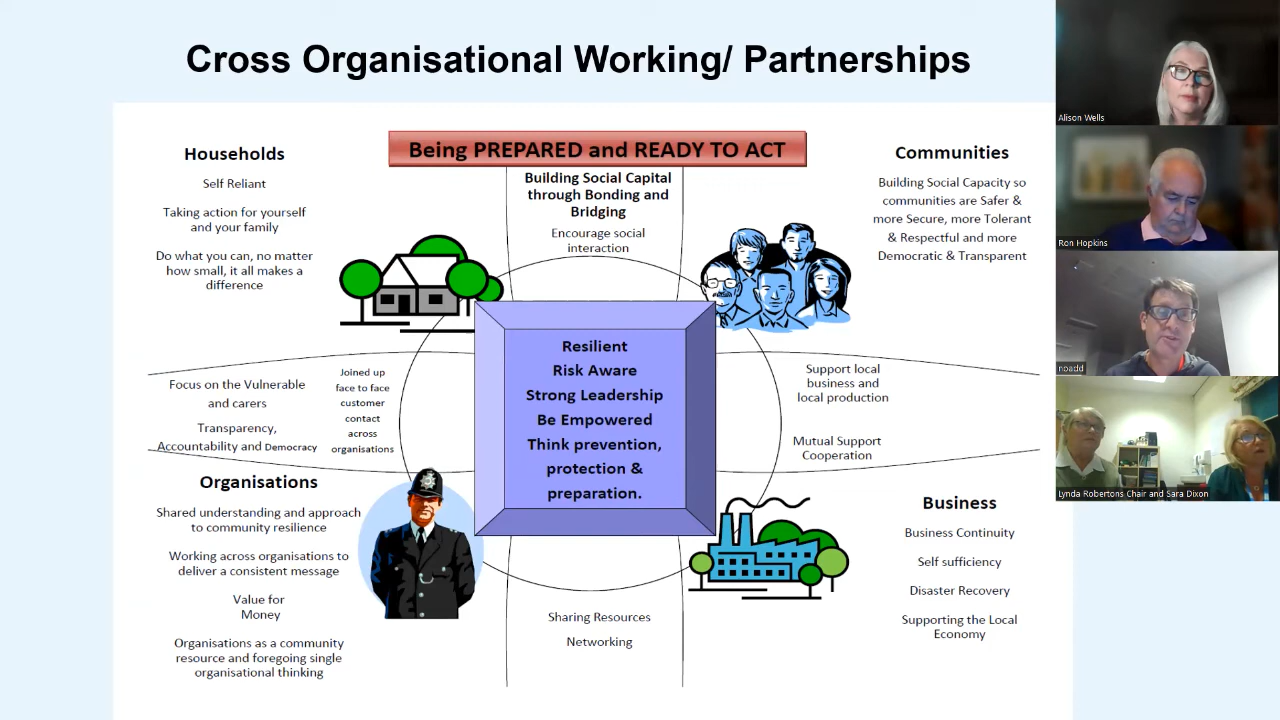 Cross Organisational Working/ Partnerships
Being PREPARED and READY TO ACT
Households
Self Reliant
Taking action for yourself
and your family
Do what you can, no matter
how small, it all makes a
difference
Building Social Capital
through Bonding and
Bridging
Encourage social
interaction
Communities
Building Social Capacity so
communities are Safer &
more Secure, more Tolerant
& Respectful and more
Democratic & Transparent
Focus on the Vulnerable
and carers
Transparency,
Accountability and Democracy
Joined up
face to face
customer
contact
across
organisations
Resilient
Risk Aware
Strong Leadership
Be Empowered
Think prevention,
protection &
preparation.
Support local
business and
local production
Mutual Support
Cooperation
Organisations
Shared understanding and approach
to community resilience
Working across organisations to
deliver a consistent message
Value for
Money
Organisations as a community
resource and foregoing single
organisational thinking
Sharing Resources
Networking
Business
Business Continuity
Self sufficiency
Disaster Recovery
Supporting the Local
Economy
Alison Wells
Ron Hopkins
noadd
Lynda Robertons Chair and Sara Dixon